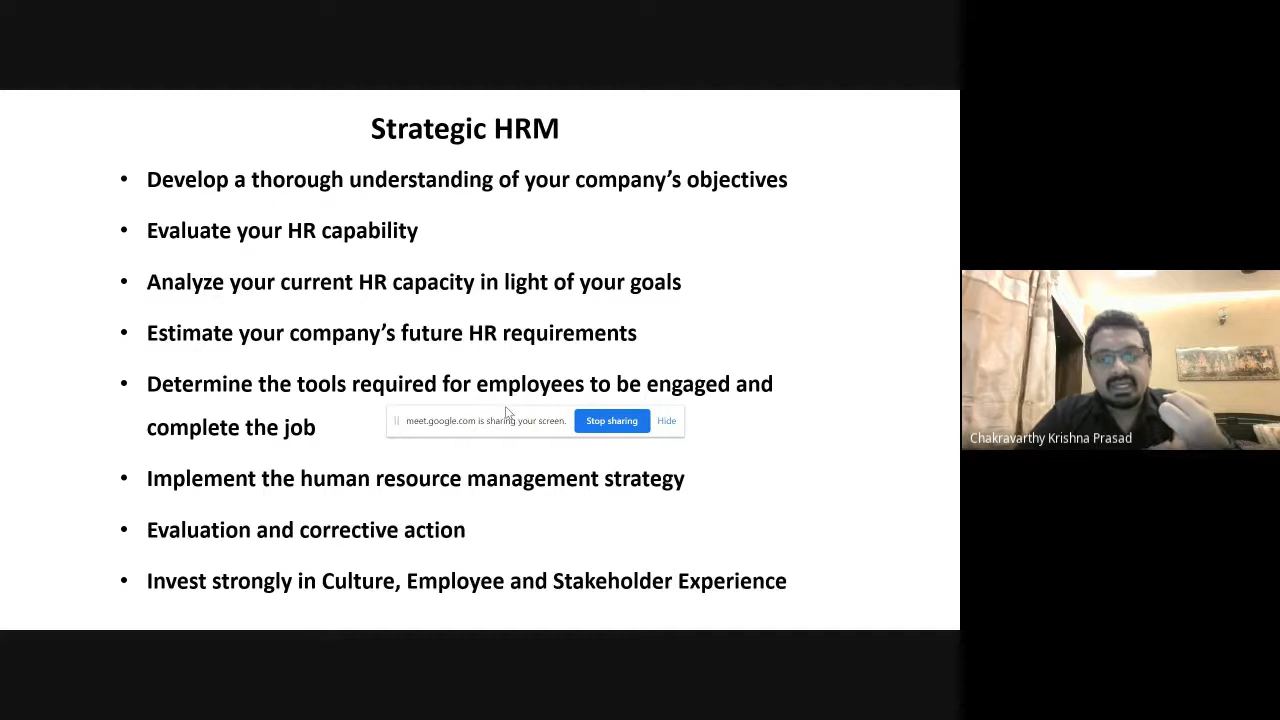 Strategic HRM
• Develop a thorough understanding of your company’s objectives
• Evaluate your HR capability
• Analyze your current HR capacity in light of your goals
• Estimate your company’s future HR requirements
• Determine the tools required for employees to be engaged and
complete the job
meet.google.com is sharing your screen. Stop sharing Hide
• Implement the human resource management strategy
• Evaluation and corrective action
• Invest strongly in Culture, Employee and Stakeholder Experience
Chakravarthy Krishna Prasad